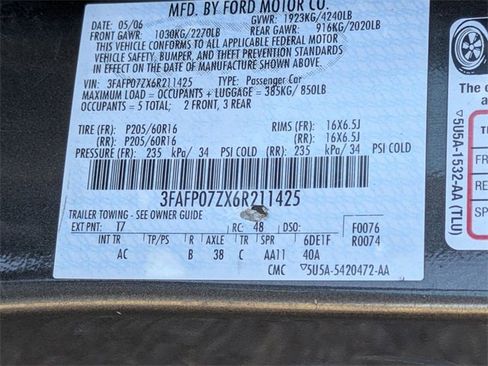 MFD. BY FORD MOTOR CO.
DATE: 05/06 GVWR: 1923KG/4240LB
FRONT GAWR: 1030KG/2270LB REAR GAWR: 916KG/2020LB
THIS VEHICLE CONFORMS TO ALL APPLICABLE FEDERAL MOTOR
VEHICLE SAFETY, BUMPER, AND THEFT PREVENTION STANDARDS
IN EFFECT ON THE DATE OF MANUFACTURE SHOWN ABOVE.
VIN: 3FAFP07ZX6R211425 TYPE: Passenger Car
MAXIMUM LOAD = OCCUPANTS + LUGGAGE = 385KG/850LB
OCCUPANTS = 5 TOTAL; 2 FRONT, 3 REAR
TIRE (FR): P205/60R16 RIMS (FR): 16X6.5J
(RR): P205/60R16 (RR): 16X6.5J
PRESSURE (FR): 235 kPa/ 34 PSI COLD (RR): 235 kPa/ 34 PSI COLD
3FAFP07ZX6R211425
TRAILER TOWING - SEE OWNER GUIDE
EXT PNT: T7 RC: 48 DSO: F0076
INT TR TP/PS R AXLE TR SPR 6DE1F R0074
AC B 38 C AA11 40A
CMC ▽5U5A-5420472-AA
▽5U5A-1532-AA (TLU)
The c